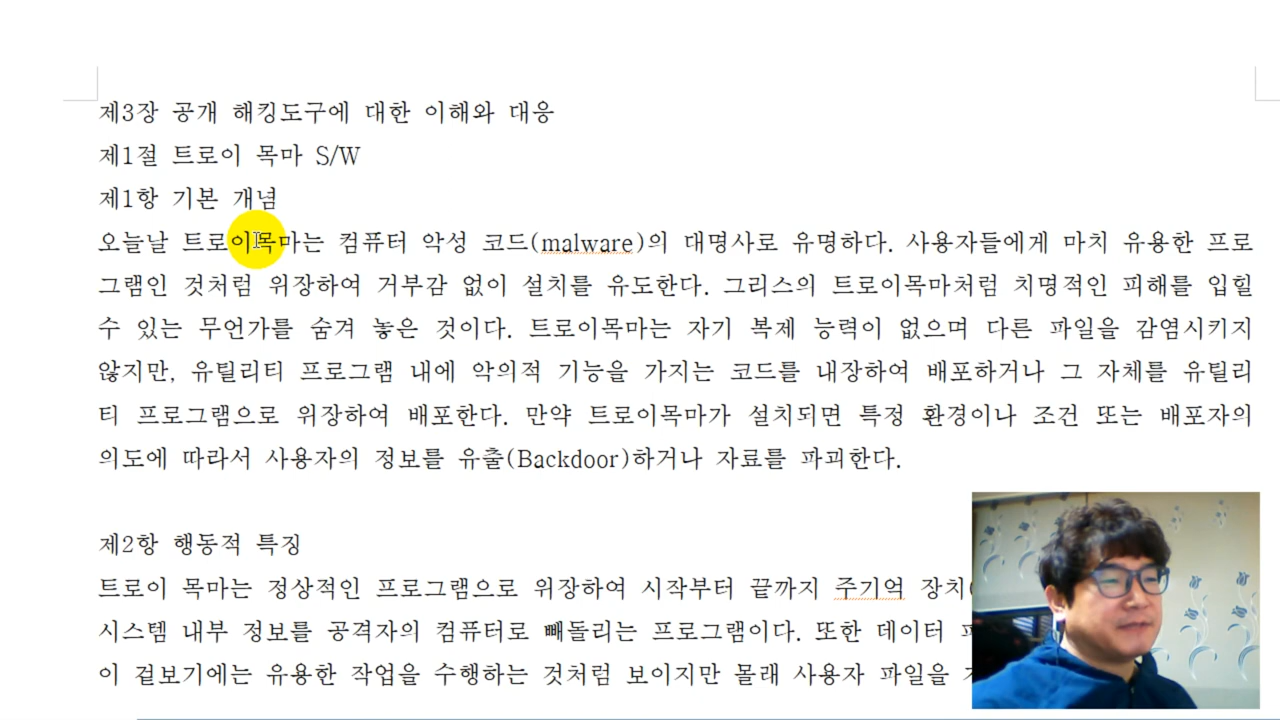 제3장 공개 해킹도구에 대한 이해와 대응
제1절 트로이 목마 S/W
제1항 기본 개념
오늘날 트로이목마는 컴퓨터 악성 코드(malware)의 대명사로 유명하다. 사용자들에게 마치 유용한 프로
그램인 것처럼 위장하여 거부감 없이 설치를 유도한다. 그리스의 트로이목마처럼 치명적인 피해를 입힐
수 있는 무언가를 숨겨 놓은 것이다. 트로이목마는 자기 복제 능력이 없으며 다른 파일을 감염시키지
않지만, 유틸리티 프로그램 내에 악의적 기능을 가지는 코드를 내장하여 배포하거나 그 자체를 유틸리
티 프로그램으로 위장하여 배포한다. 만약 트로이목마가 설치되면 특정 환경이나 조건 또는 배포자의
의도에 따라서 사용자의 정보를 유출(Backdoor)하거나 자료를 파괴한다.
제2항 행동적 특징
트로이 목마는 정상적인 프로그램으로 위장하여 시작부터 끝까지 주기억 장치
시스템 내부 정보를 공격자의 컴퓨터로 빼돌리는 프로그램이다. 또한 데이터
이 겉보기에는 유용한 작업을 수행하는 것처럼 보이지만 몰래 사용자 파일을